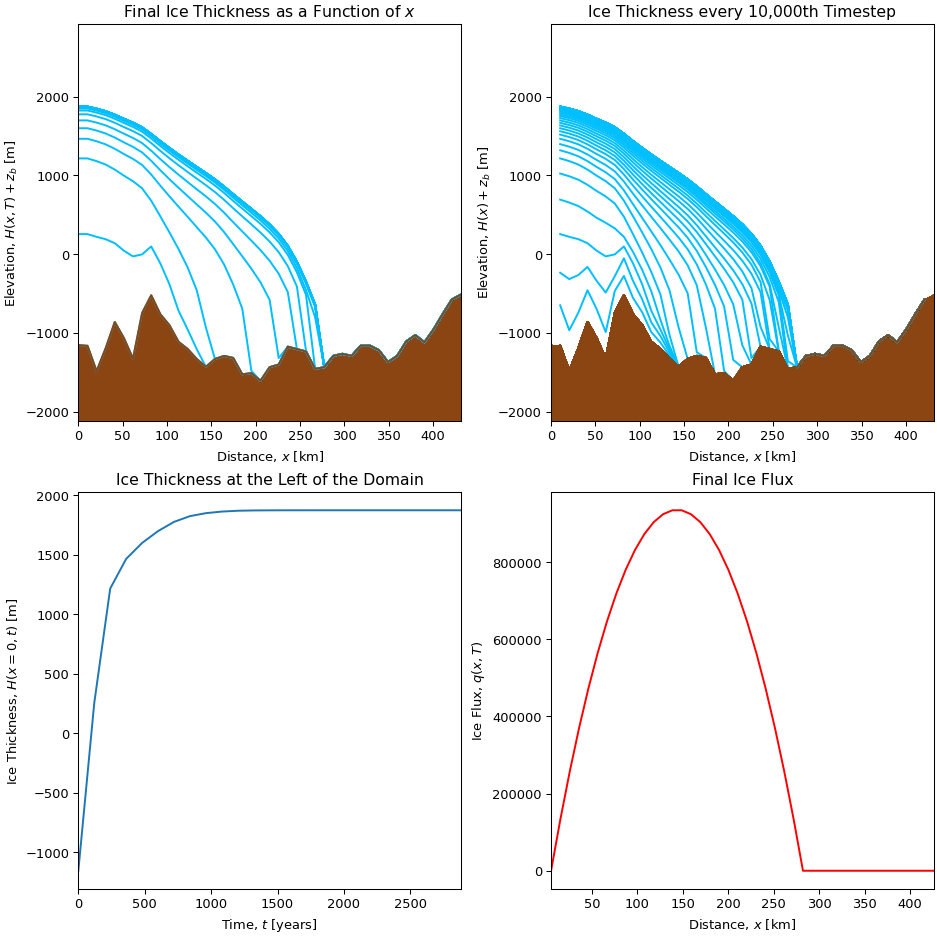 Final Ice Thickness as a Function of x
Elevation, H(x, T) + z_b [m]
2000
1000
0
−1000
−2000
0 50 100 150 200 250 300 350 400
Distance, x [km]
Ice Thickness every 10,000th Timestep
Elevation, H(x) + z_b [m]
2000
1000
0
−1000
−2000
0 50 100 150 200 250 300 350 400
Distance, x [km]
Ice Thickness at the Left of the Domain
Ice Thickness, H(x = 0, t) [m]
2000
1500
1000
500
0
−500
−1000
0 500 1000 1500 2000 2500
Time, t [years]
Final Ice Flux
Ice Flux, q(x, T)
800000
600000
400000
200000
0
50 100 150 200 250 300 350 400
Distance, x [km]